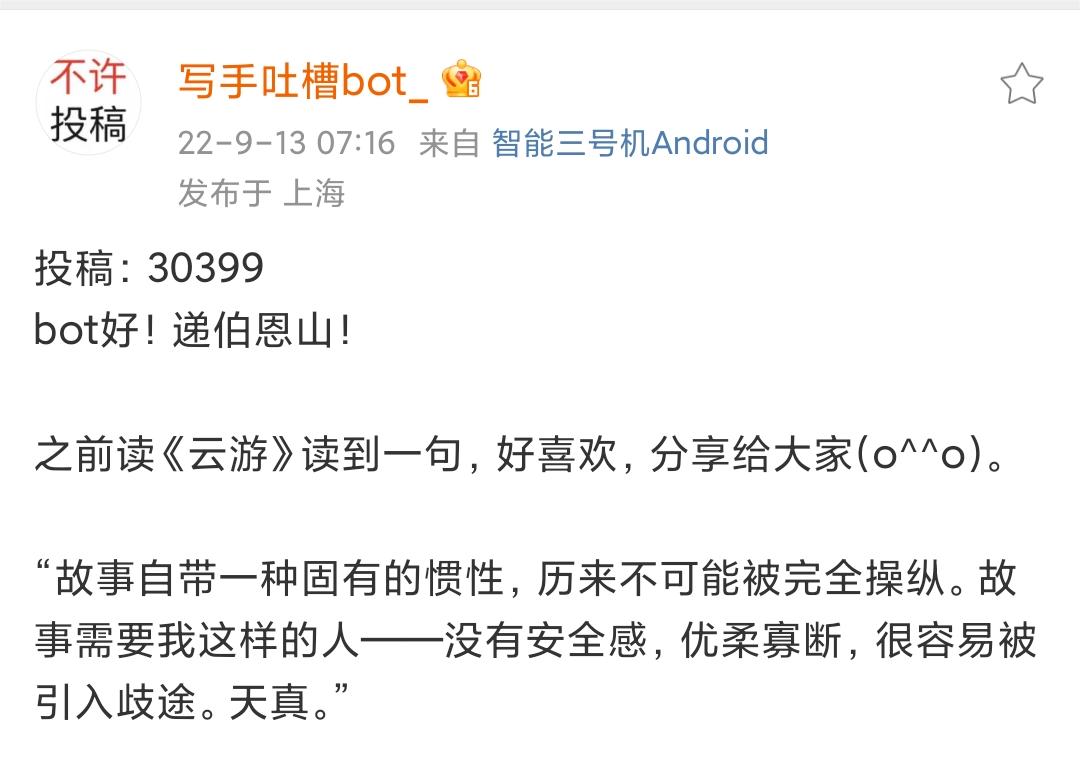 不许
投稿
写手吐槽bot_
22-9-13 07:16 来自 智能三号机Android
发布于 上海
投稿：30399
bot好！递伯恩山！
之前读《云游》读到一句，好喜欢，分享给大家(o^^o)。
“故事自带一种固有的惯性，历来不可能被完全操纵。故
事需要我这样的人——没有安全感，优柔寡断，很容易被
引入歧途。天真。”